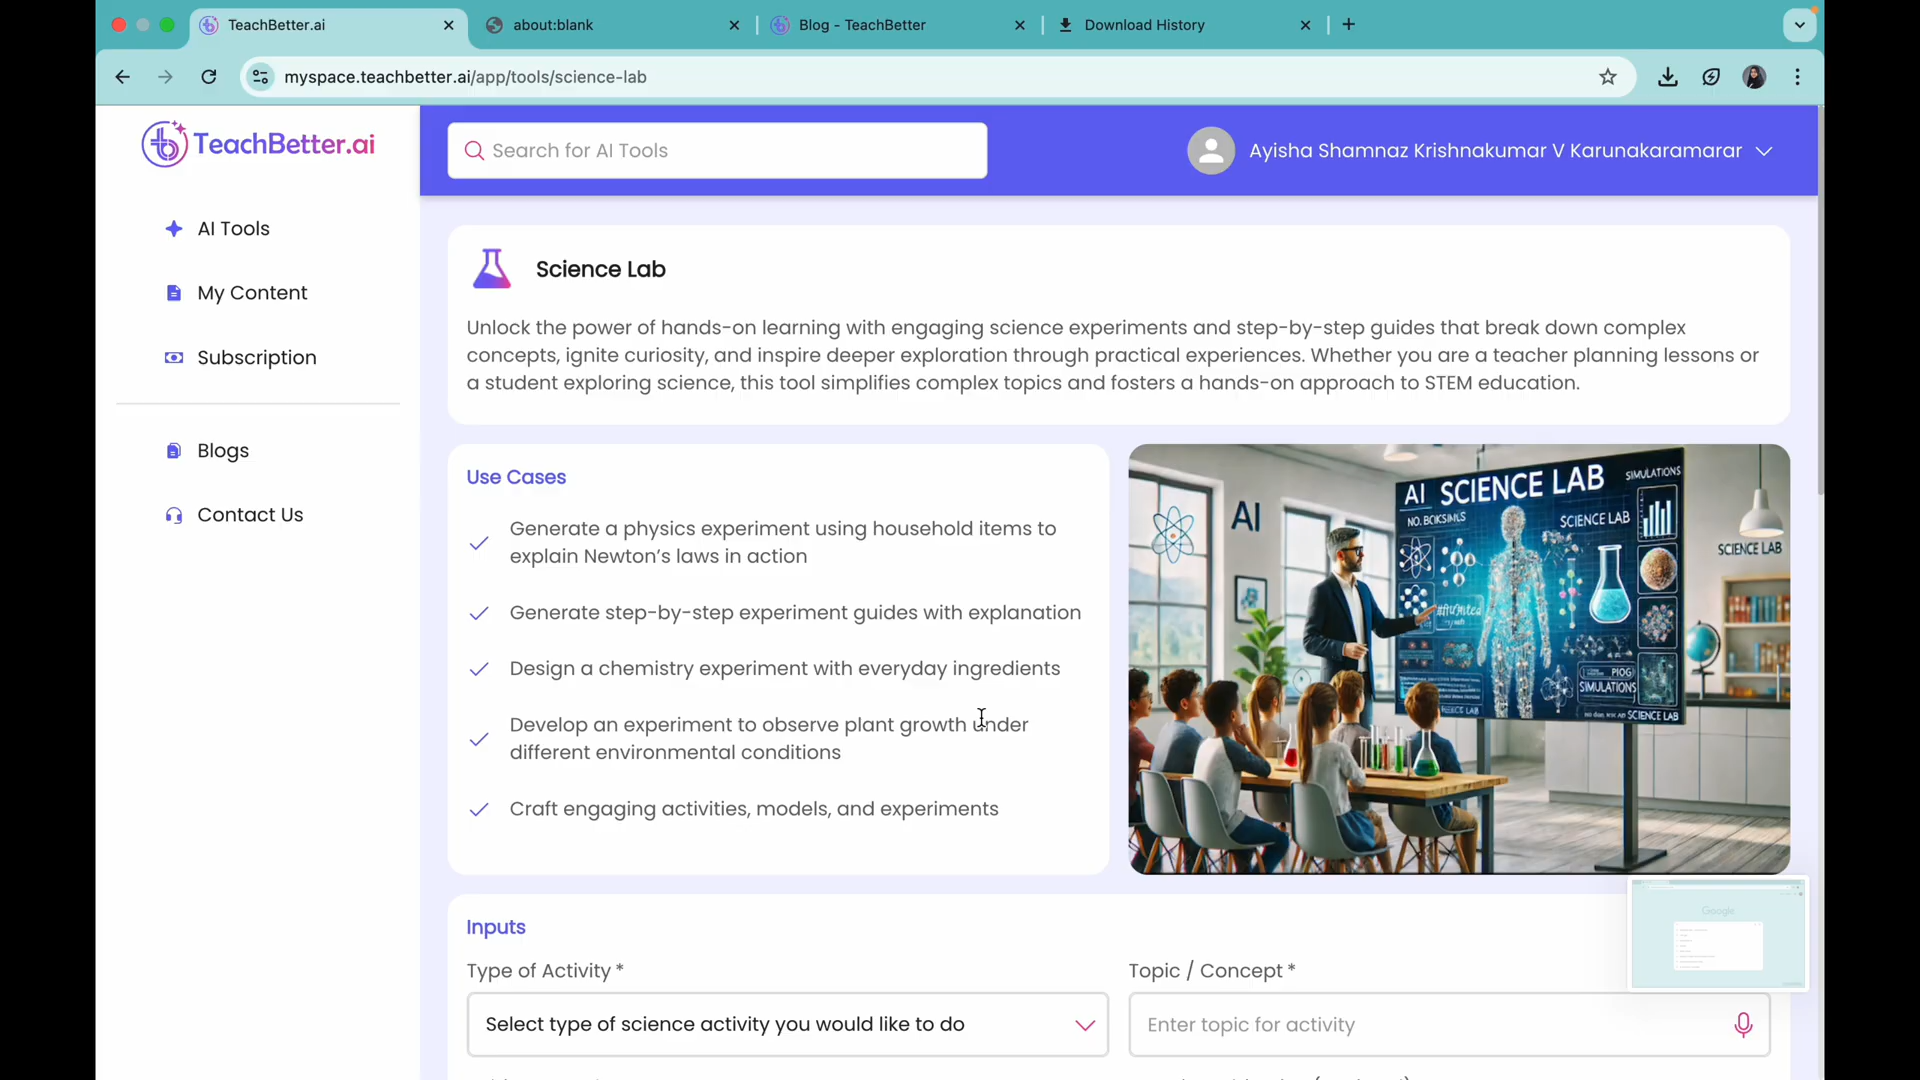 TeachBetter.ai
about:blank
Blog - TeachBetter
Download History
myspace.teachbetter.ai/app/tools/science-lab
TeachBetter.ai
Search for AI Tools
Ayisha Shamnaz Krishnakumar V Karunakaramarar
AI Tools
My Content
Subscription
Blogs
Contact Us
Science Lab
Unlock the power of hands-on learning with engaging science experiments and step-by-step guides that break down complex
concepts, ignite curiosity, and inspire deeper exploration through practical experiences. Whether you are a teacher planning lessons or
a student exploring science, this tool simplifies complex topics and fosters a hands-on approach to STEM education.
Use Cases
Generate a physics experiment using household items to
explain Newton's laws in action
Generate step-by-step experiment guides with explanation
Design a chemistry experiment with everyday ingredients
Develop an experiment to observe plant growth under
different environmental conditions
Craft engaging activities, models, and experiments
AI
AI SCIENCE LAB
SIMULATIONS
SCIENCE LAB
SCIENCE LAB
SIMULATIONS
SCIENCE LAB
Google
Inputs
Type of Activity *
Select type of science activity you would like to do
Topic / Concept *
Enter topic for activity